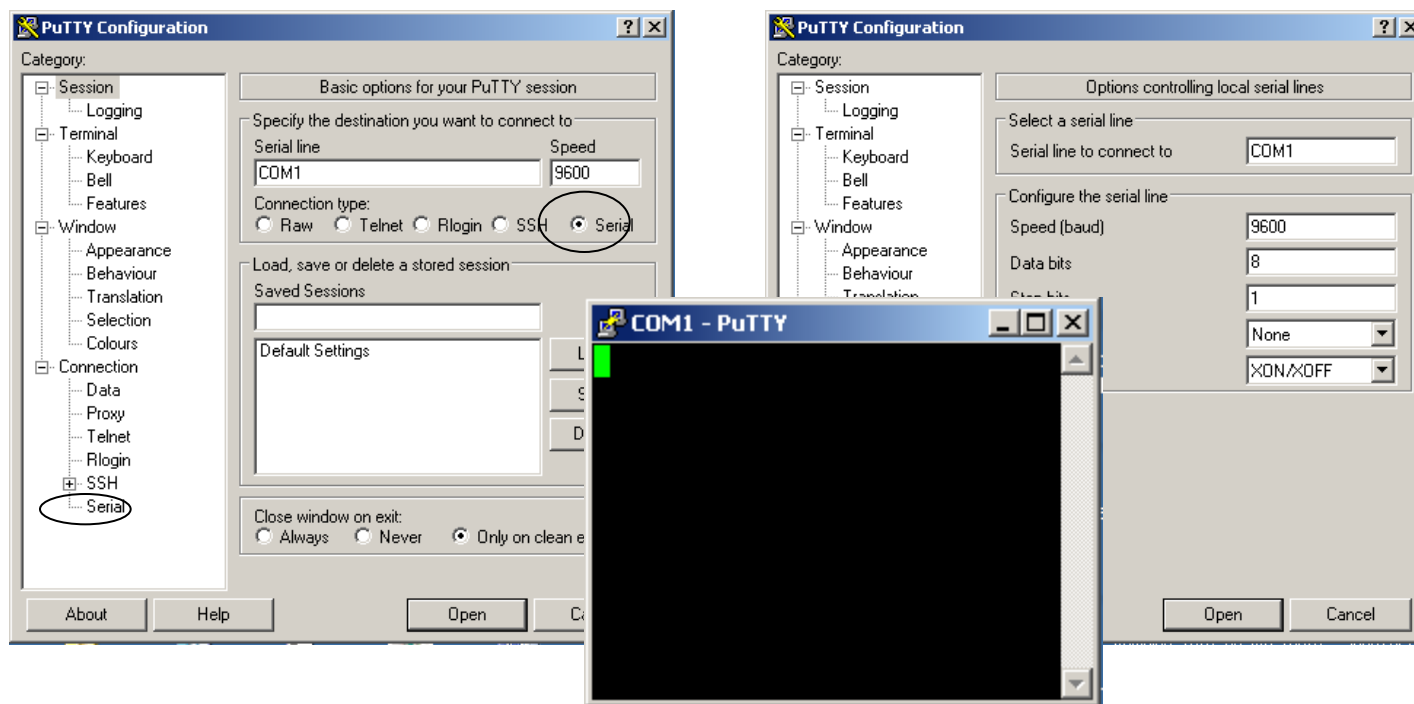 PuTTY Configuration
Category:
Session
Logging
Terminal
Keyboard
Bell
Features
Window
Appearance
Behaviour
Translation
Selection
Colours
Connection
Data
Proxy
Telnet
Rlogin
SSH
Serial
Basic options for your PuTTY session
Specify the destination you want to connect to
Serial line Speed
COM1 9600
Connection type:
Raw Telnet Rlogin SSH Serial
Load, save or delete a stored session
Saved Sessions
Default Settings
Close window on exit:
Always Never Only on clean
About Help Open
COM1 - PuTTY
PuTTY Configuration
Category:
Session
Logging
Terminal
Keyboard
Bell
Features
Window
Appearance
Behaviour
Options controlling local serial lines
Select a serial line
Serial line to connect to COM1
Configure the serial line
Speed (baud) 9600
Data bits 8
1
None
XON/XOFF
Open Cancel